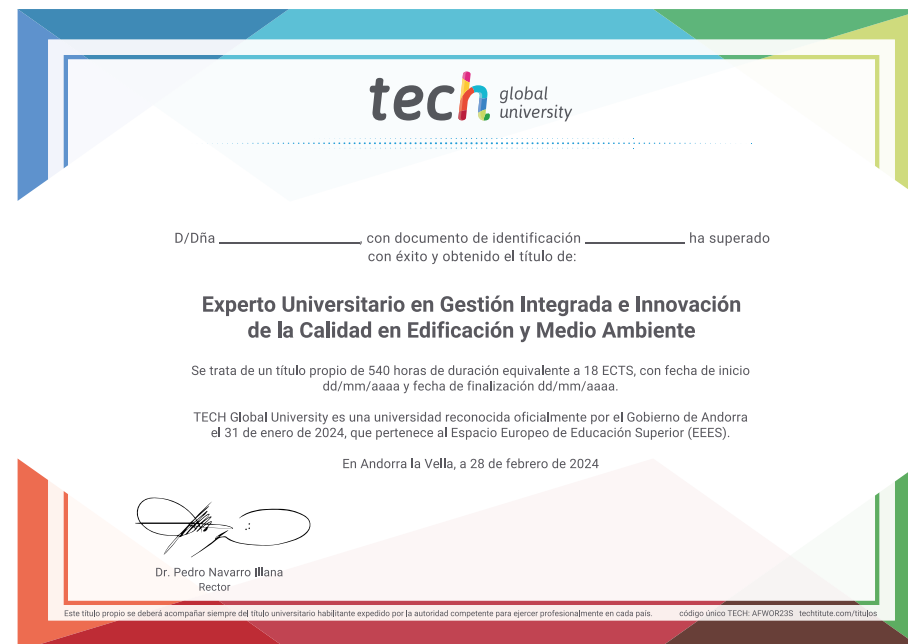 tech global university
D/Dña ____________________, con documento de identificación ______________ ha superado
con éxito y obtenido el título de:
Experto Universitario en Gestión Integrada e Innovación
de la Calidad en Edificación y Medio Ambiente
Se trata de un título propio de 540 horas de duración equivalente a 18 ECTS, con fecha de inicio
dd/mm/aaaa y fecha de finalización dd/mm/aaaa.
TECH Global University es una universidad reconocida oficialmente por el Gobierno de Andorra
el 31 de enero de 2024, que pertenece al Espacio Europeo de Educación Superior (EEES).
En Andorra la Vella, a 28 de febrero de 2024
Dr. Pedro Navarro Illana
Rector
Este título propio se deberá acompañar siempre del título universitario habilitante expedido por la autoridad competente para ejercer profesionalmente en cada país. código único TECH: AFWOR23S techtitute.com/titulos